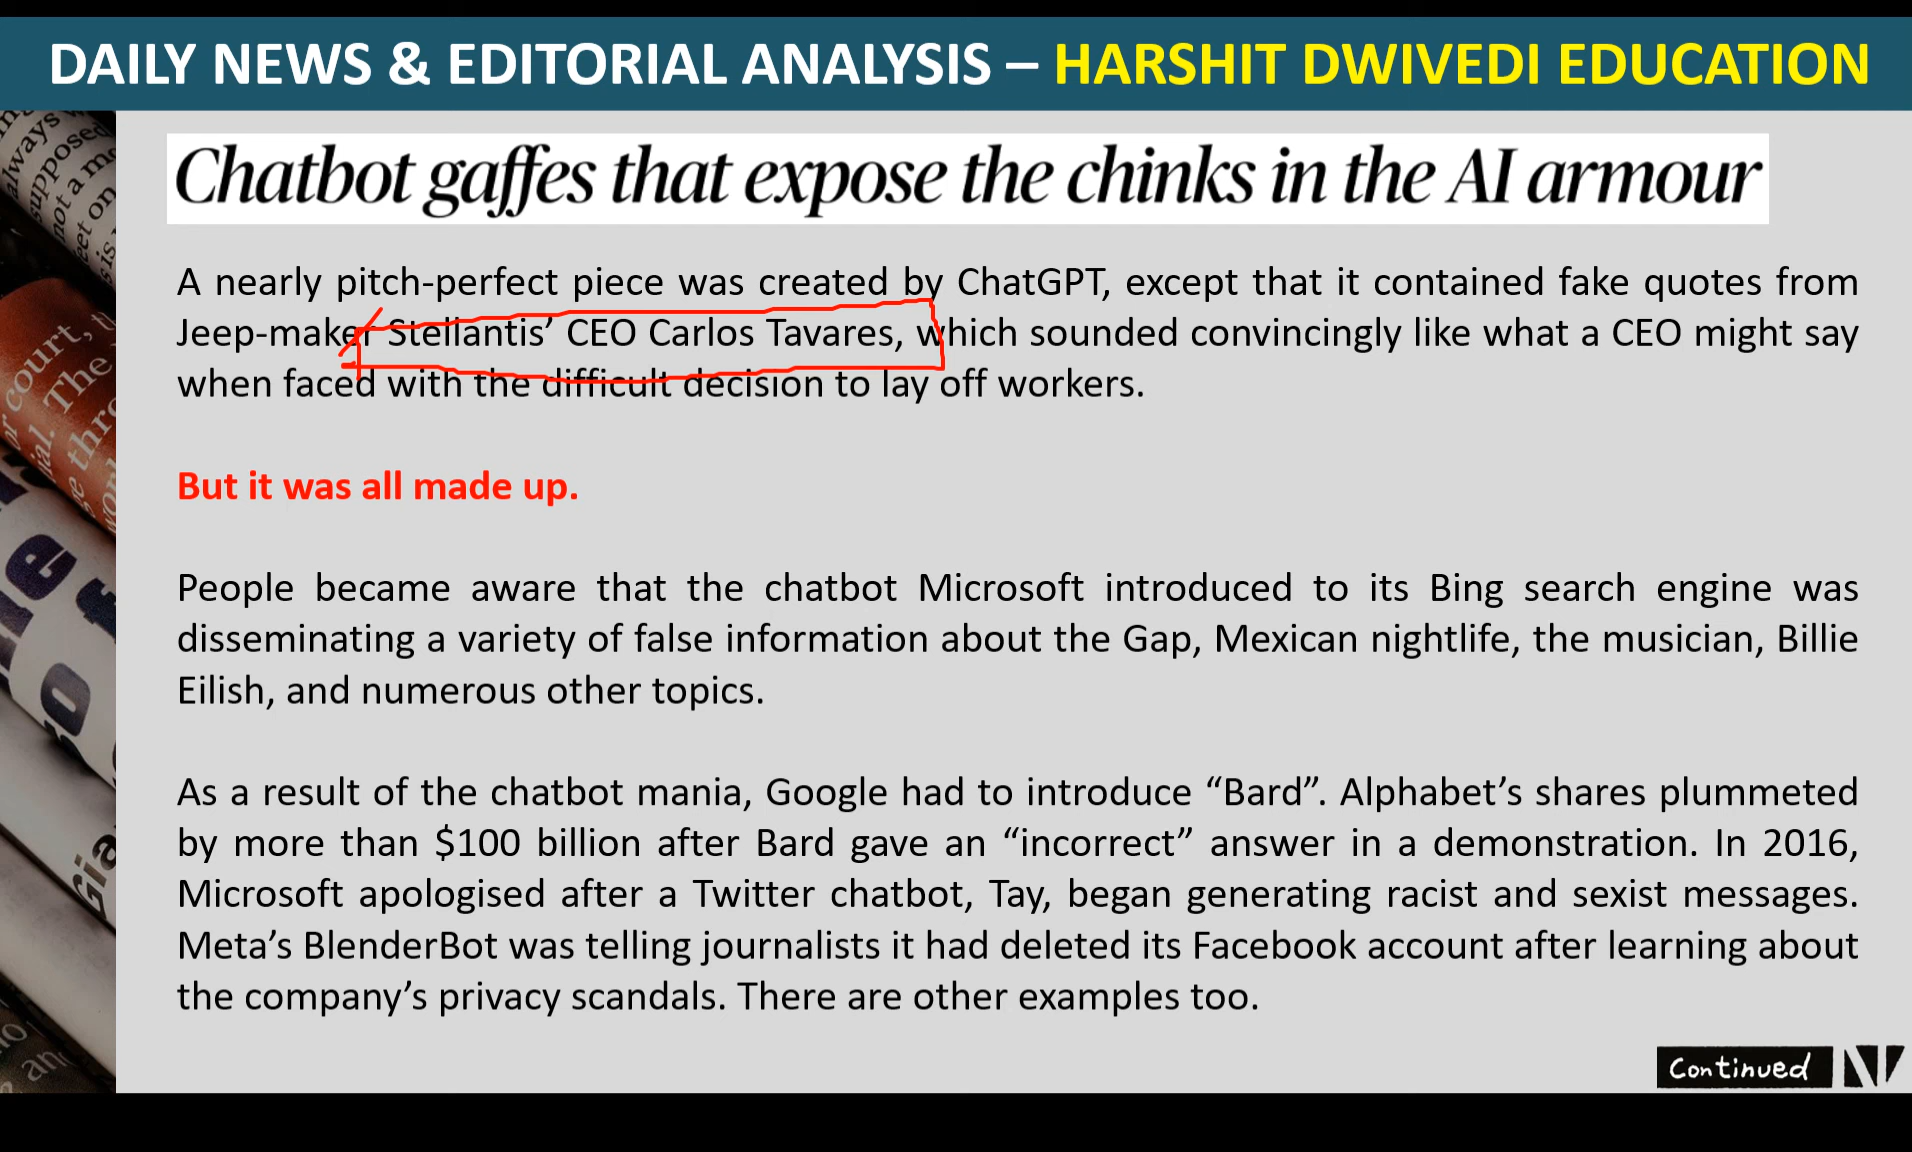 DAILY NEWS & EDITORIAL ANALYSIS – HARSHIT DWIVEDI EDUCATION
Chatbot gaffes that expose the chinks in the AI armour
A nearly pitch-perfect piece was created by ChatGPT, except that it contained fake quotes from
Jeep-maker Stellantis’ CEO Carlos Tavares, which sounded convincingly like what a CEO might say
when faced with the difficult decision to lay off workers.
But it was all made up.
People became aware that the chatbot Microsoft introduced to its Bing search engine was
disseminating a variety of false information about the Gap, Mexican nightlife, the musician, Billie
Eilish, and numerous other topics.
As a result of the chatbot mania, Google had to introduce “Bard”. Alphabet’s shares plummeted
by more than $100 billion after Bard gave an “incorrect” answer in a demonstration. In 2016,
Microsoft apologised after a Twitter chatbot, Tay, began generating racist and sexist messages.
Meta’s BlenderBot was telling journalists it had deleted its Facebook account after learning about
the company’s privacy scandals. There are other examples too.
Continued